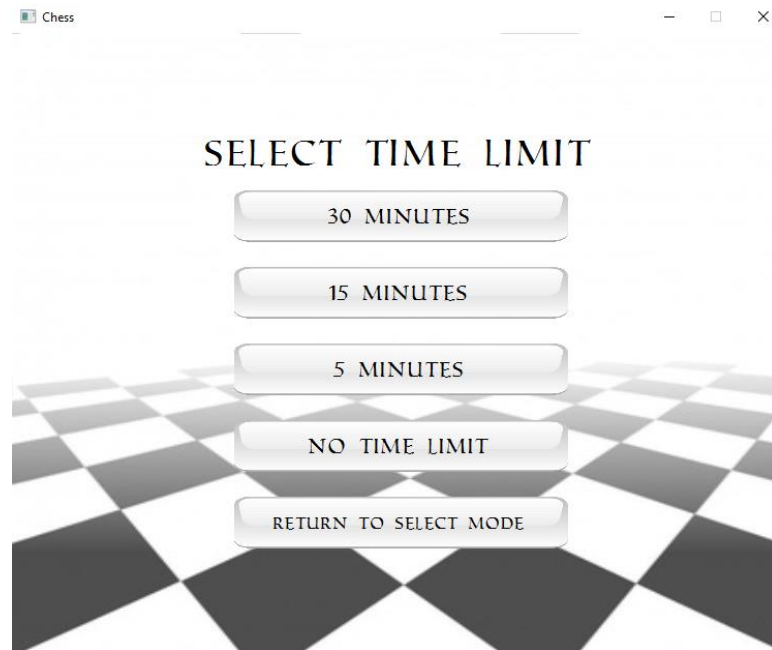 Chess
SELECT TIME LIMIT
30 MINUTES
15 MINUTES
5 MINUTES
NO TIME LIMIT
RETURN TO SELECT MODE